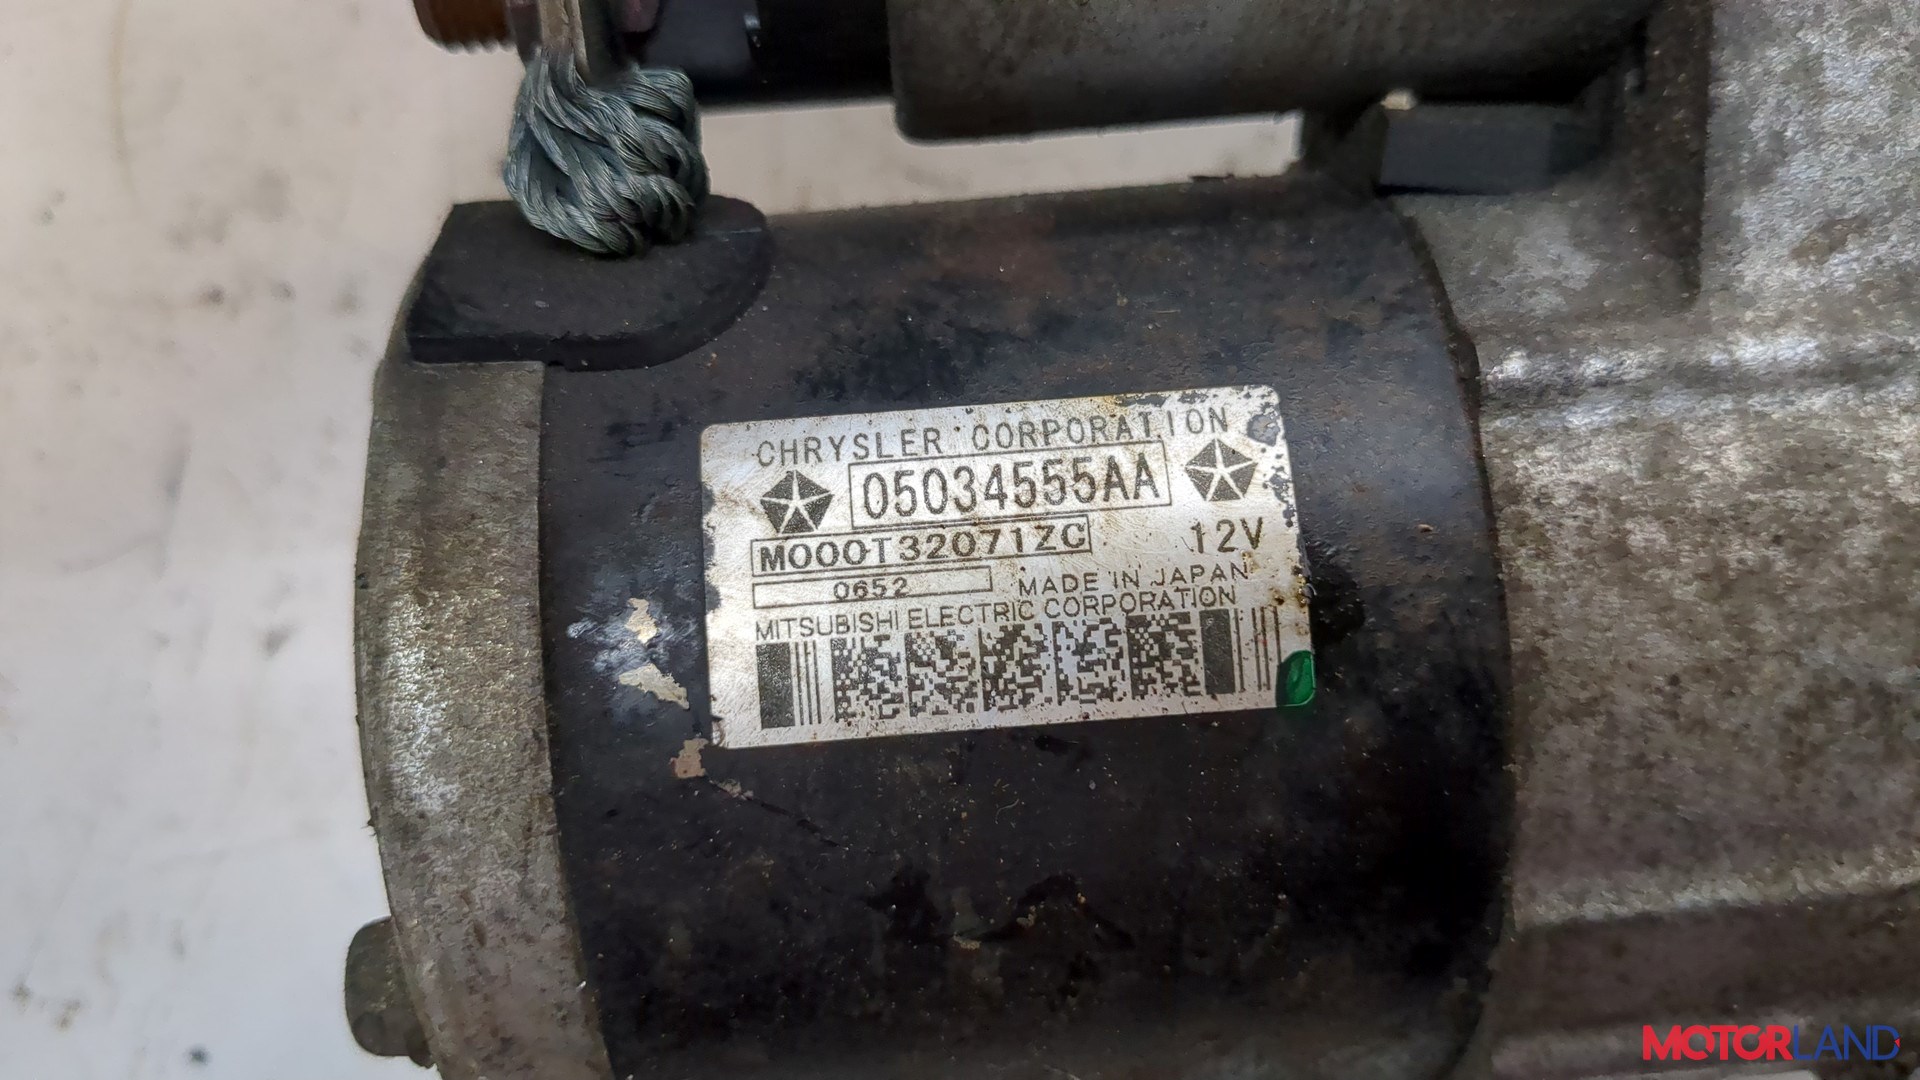 CHRYSLER CORPORATION
05034555AA
M000T32071ZC 12V
0652 MADE IN JAPAN
MITSUBISHI ELECTRIC CORPORATION
MOTORLAND